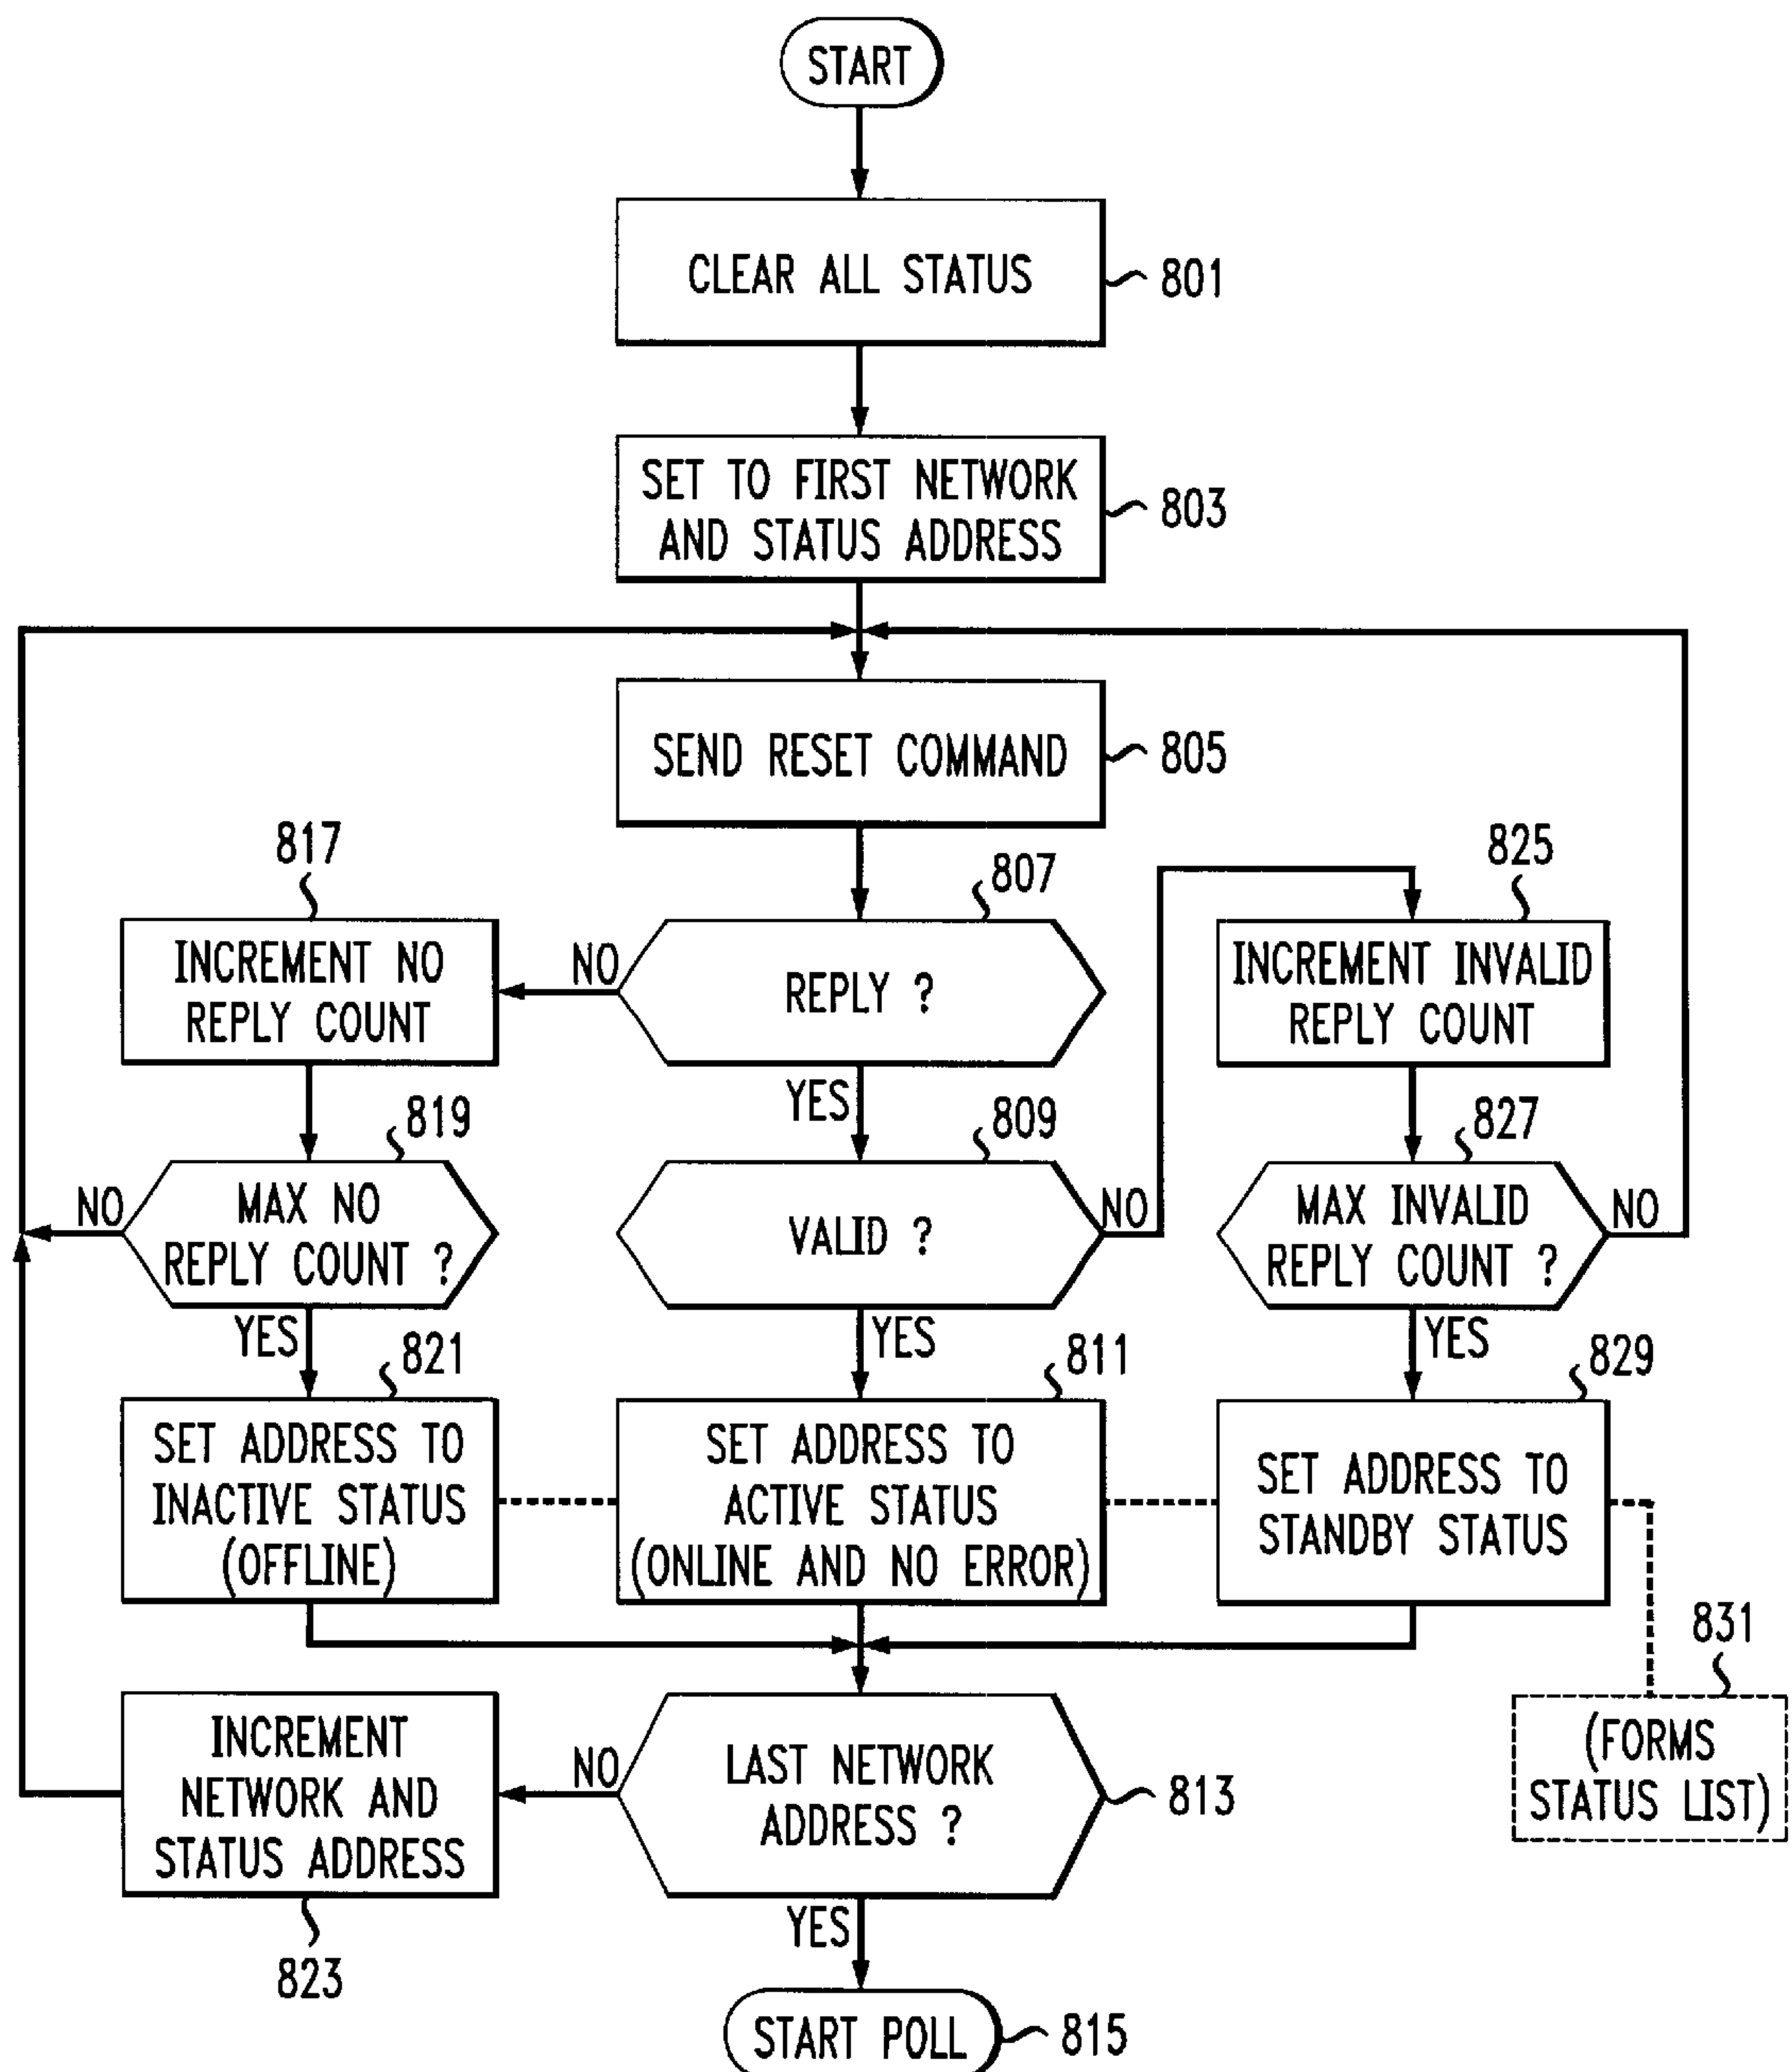 START
CLEAR ALL STATUS
801
SET TO FIRST NETWORK
AND STATUS ADDRESS
803
SEND RESET COMMAND
805
817
INCREMENT NO
REPLY COUNT
NO
807
REPLY ?
YES
825
INCREMENT INVALID
REPLY COUNT
819
MAX NO
REPLY COUNT ?
NO
YES
809
VALID ?
NO
YES
827
MAX INVALID
REPLY COUNT ?
NO
YES
821
SET ADDRESS TO
INACTIVE STATUS
(OFFLINE)
811
SET ADDRESS TO
ACTIVE STATUS
(ONLINE AND NO ERROR)
829
SET ADDRESS TO
STANDBY STATUS
831
(FORMS
STATUS LIST)
INCREMENT
NETWORK AND
STATUS ADDRESS
823
NO
LAST NETWORK
ADDRESS ?
813
YES
START POLL
815